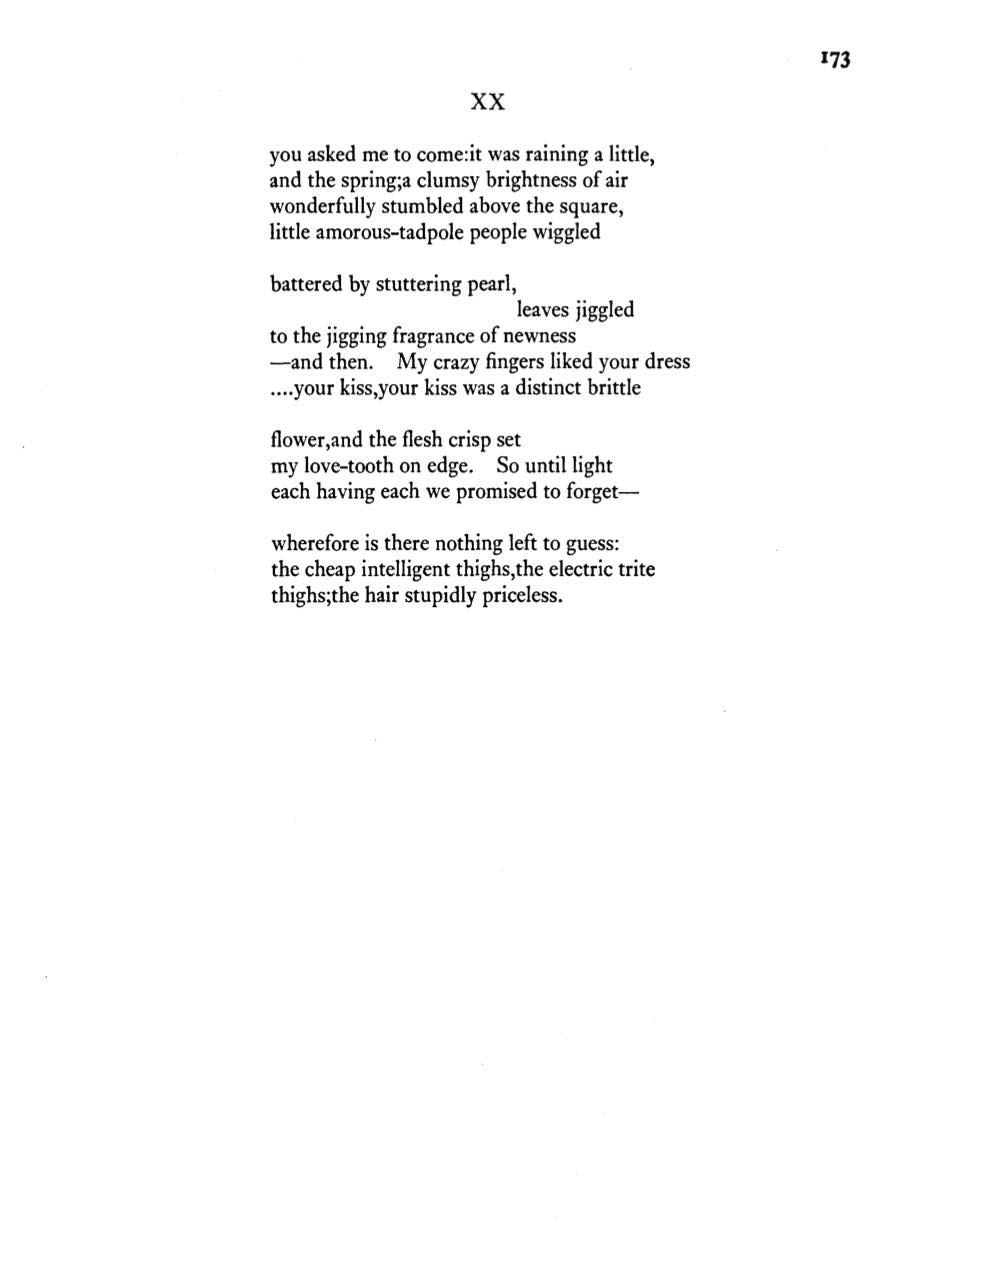 173
XX
you asked me to come:it was raining a little,
and the spring;a clumsy brightness of air
wonderfully stumbled above the square,
little amorous-tadpole people wiggled
battered by stuttering pearl,
leaves jiggled
to the jigging fragrance of newness
—and then.    My crazy fingers liked your dress
....your kiss,your kiss was a distinct brittle
flower,and the flesh crisp set
my love-tooth on edge.    So until light
each having each we promised to forget—
wherefore is there nothing left to guess:
the cheap intelligent thighs,the electric trite
thighs;the hair stupidly priceless.